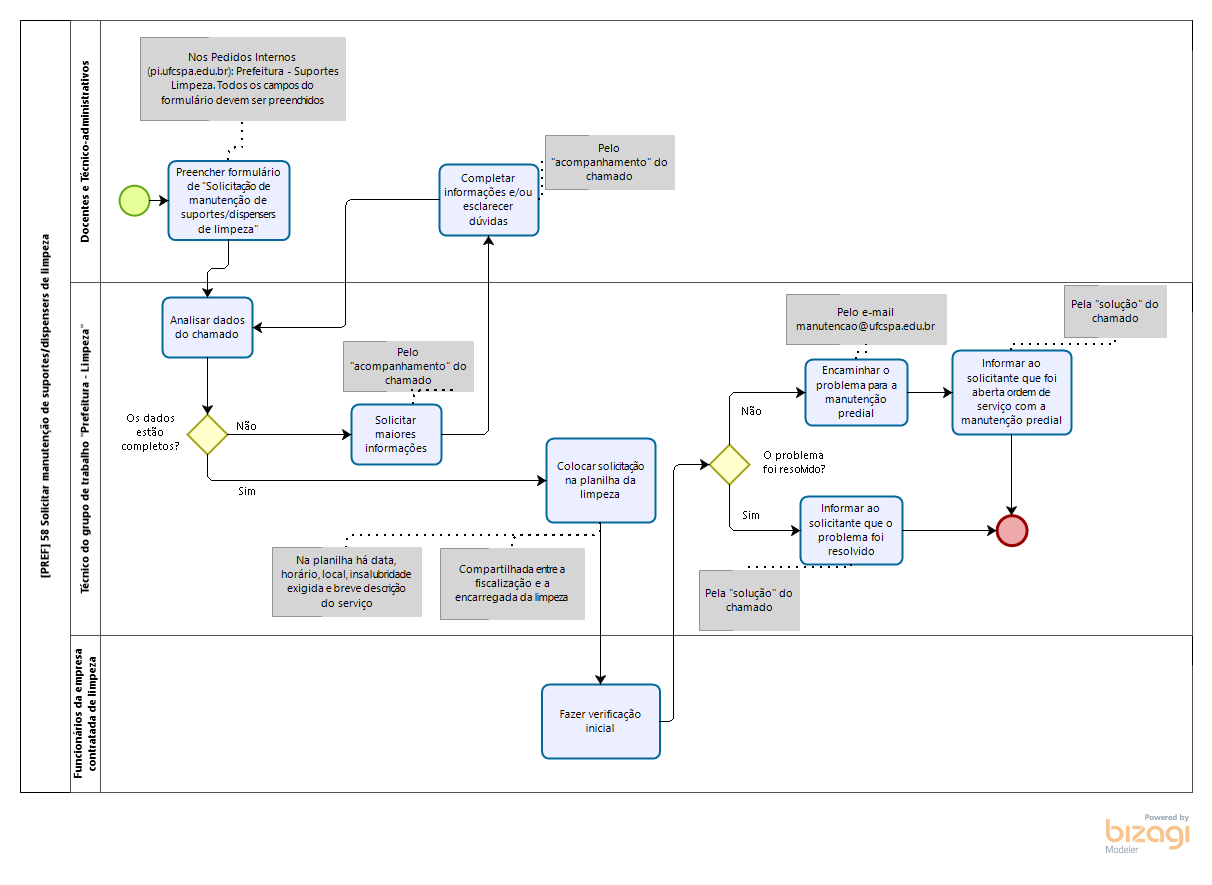 [PREF] 58 Solicitar manutenção de suportes/dispensers de limpeza
Docentes e Técnico-administrativos
Nos Pedidos Internos
(pi.ufcspa.edu.br): Prefeitura - Suportes
Limpeza. Todos os campos do
formulário devem ser preenchidos
Preencher formulário
de "Solicitação de
manutenção de
suportes/dispensers
de limpeza"
Completar
informações e/ou
esclarecer
dúvidas
Pelo
"acompanhamento" do
chamado
Técnico do grupo de trabalho "Prefeitura - Limpeza"
Analisar dados
do chamado
Os dados
estão
completos?
Não
Sim
Pelo
"acompanhamento" do
chamado
Solicitar
maiores
informações
Colocar solicitação
na planilha da
limpeza
Na planilha há data,
horário, local, insalubridade
exigida e breve descrição
do serviço
Compartilhada entre a
fiscalização e a
encarregada da limpeza
O problema
foi resolvido?
Não
Sim
Pelo e-mail
manutencao@ufcspa.edu.br
Encaminhar o
problema para a
manutenção
predial
Pela "solução" do
chamado
Informar ao
solicitante que foi
aberta ordem de
serviço com a
manutenção predial
Informar ao
solicitante que o
problema foi
resolvido
Pela "solução" do
chamado
Funcionários da empresa
contratada de limpeza
Fazer verificação
inicial
Powered by
bizagi
Modeler